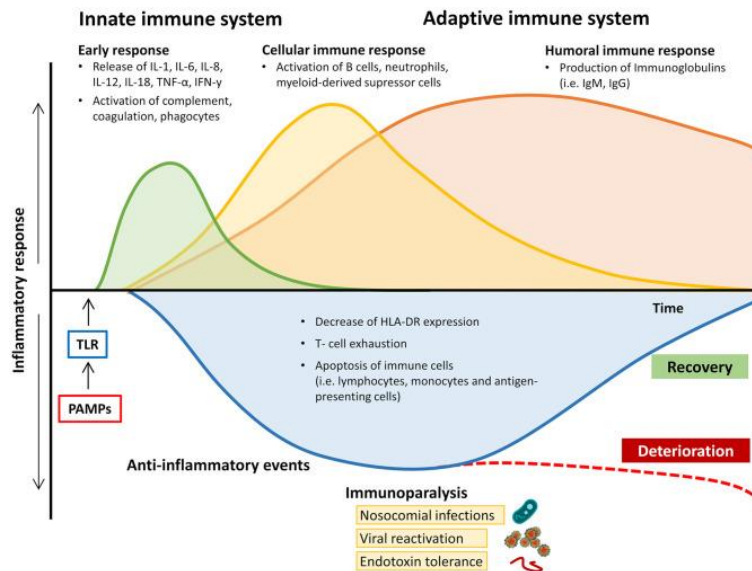 Innate immune system
Adaptive immune system
Early response
• Release of IL-1, IL-6, IL-8,
IL-12, IL-18, TNF-α, IFN-y
• Activation of complement,
coagulation, phagocytes
Cellular immune response
• Activation of B cells, neutrophils,
myeloid-derived supressor cells
Humoral immune response
• Production of Immunoglobulins
(i.e. IgM, IgG)
Inflammatory response
Time
TLR
PAMPs
• Decrease of HLA-DR expression
• T- cell exhaustion
• Apoptosis of immune cells
(i.e. lymphocytes, monocytes and antigen-
presenting cells)
Recovery
Deterioration
Anti-inflammatory events
Immunoparalysis
Nosocomial infections
Viral reactivation
Endotoxin tolerance